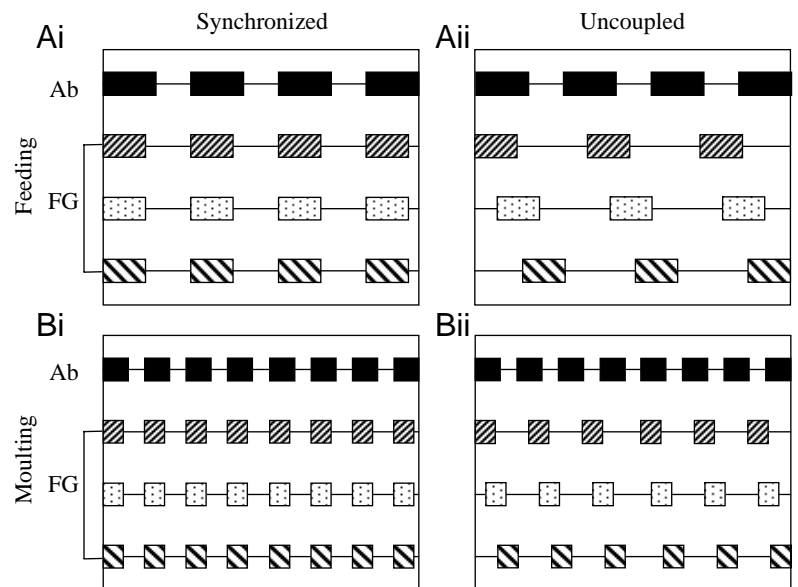 Synchronized
Uncoupled
Ai
Aii
Ab
Feeding
FG
Bi
Bii
Ab
Moulting
FG